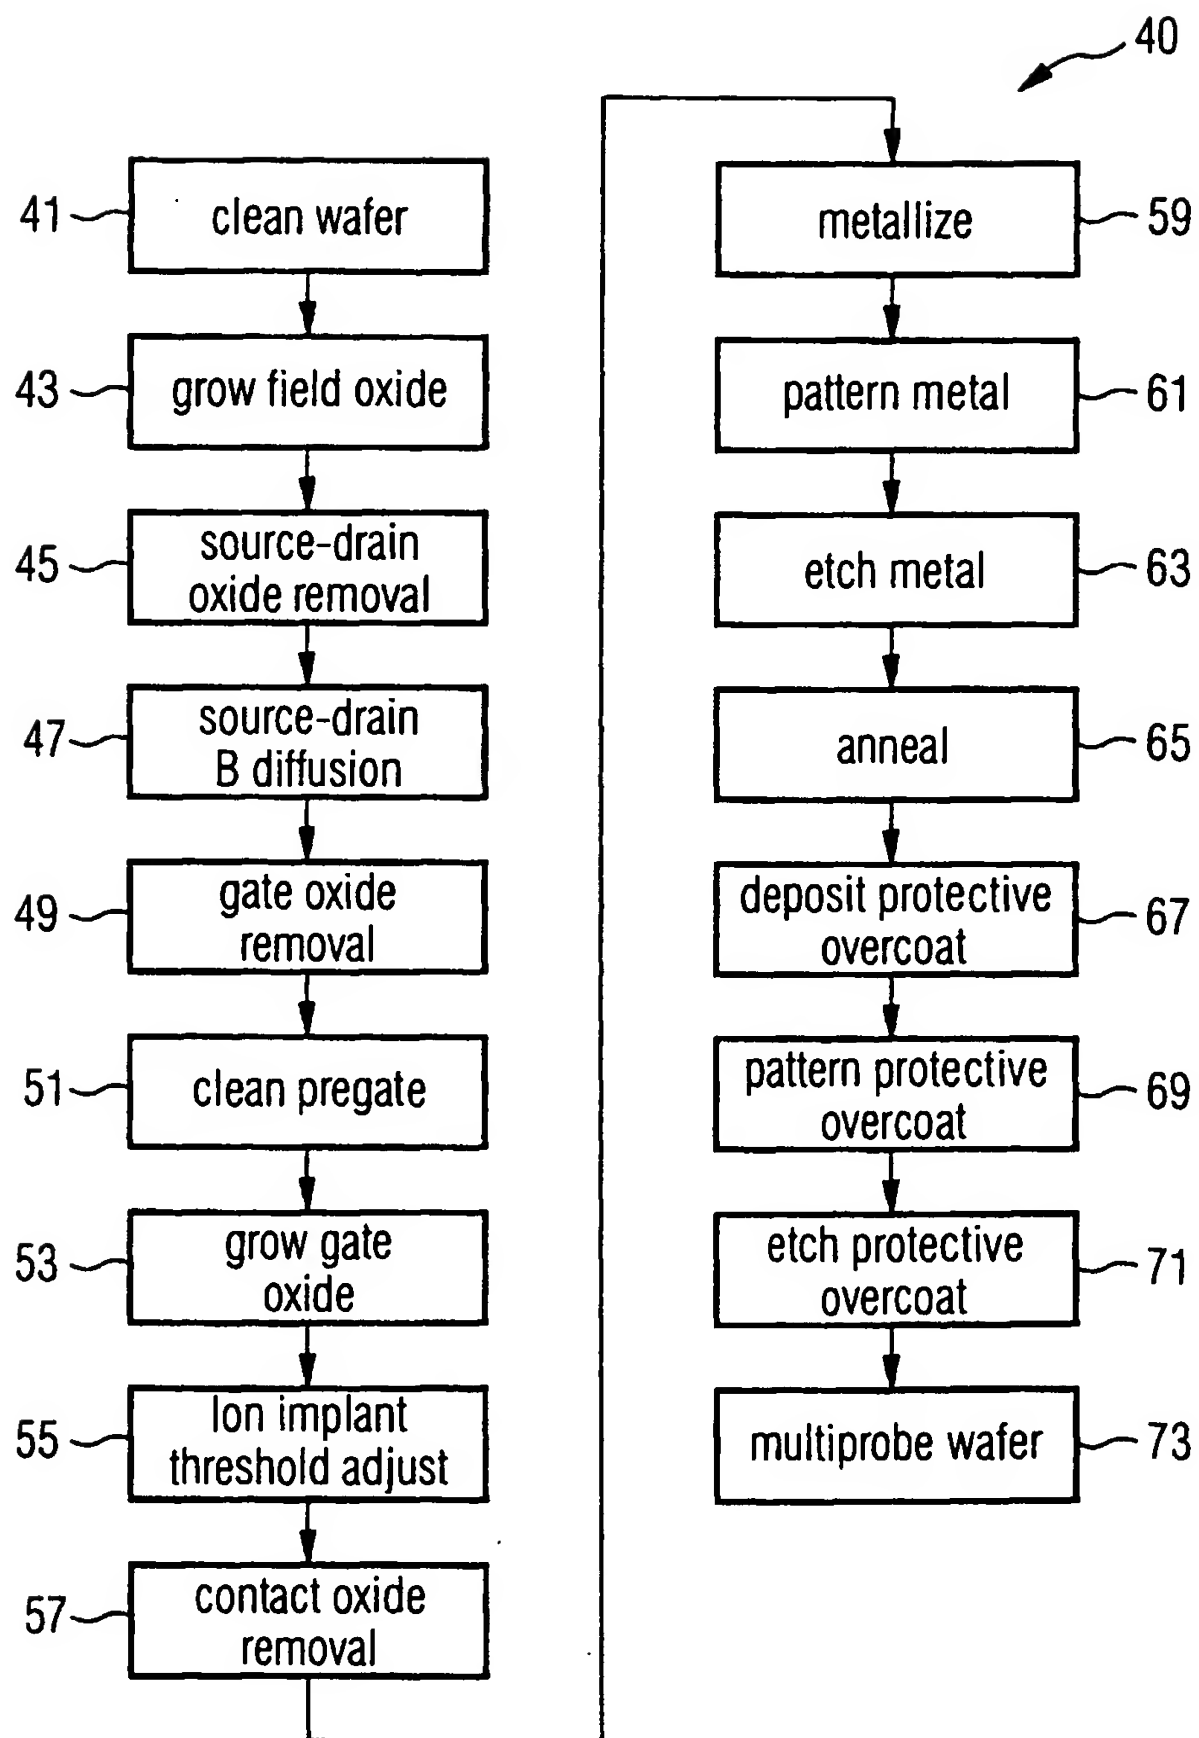 40
41
clean wafer
43
grow field oxide
45
source-drain
oxide removal
47
source-drain
B diffusion
49
gate oxide
removal
51
clean pregate
53
grow gate
oxide
55
Ion implant
threshold adjust
57
contact oxide
removal
metallize
59
pattern metal
61
etch metal
63
anneal
65
deposit protective
overcoat
67
pattern protective
overcoat
69
etch protective
overcoat
71
multiprobe wafer
73